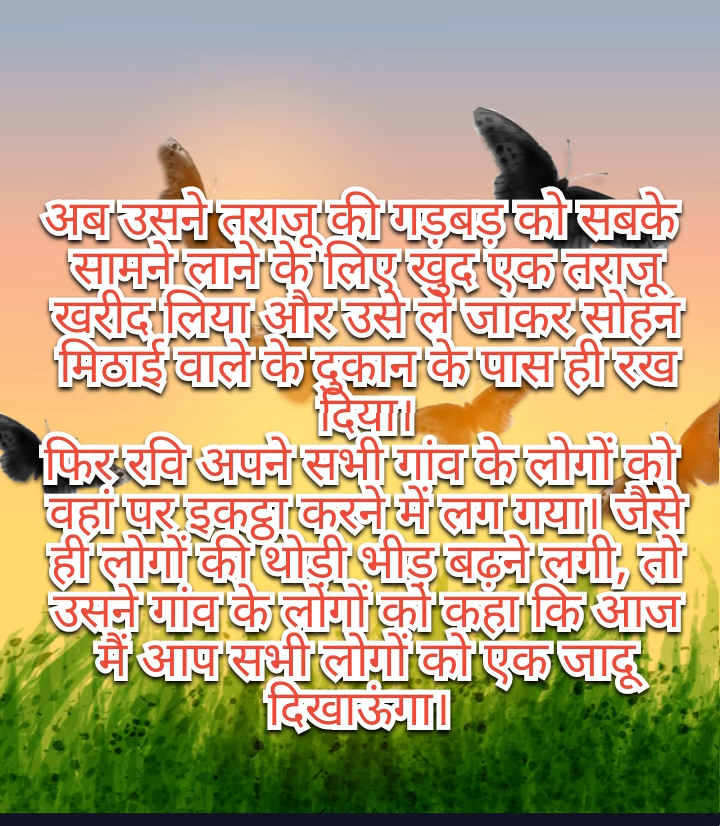 अब उसने तराजू की गड़बड़ को सबके
सामने लाने के लिए खुद एक तराजू
खरीद लिया और उसे ले जाकर सोहन
मिठाई वाले के दुकान के पास ही रख
दिया।
फिर रवि अपने सभी गांव के लोगों को
वहां पर इकट्ठा करने में लग गया। जैसे
ही लोगों की थोड़ी भीड़ बढ़ने लगी, तो
उसने गांव के लोगों को कहा कि आज
मैं आप सभी लोगों को एक जादू
दिखाऊंगा।